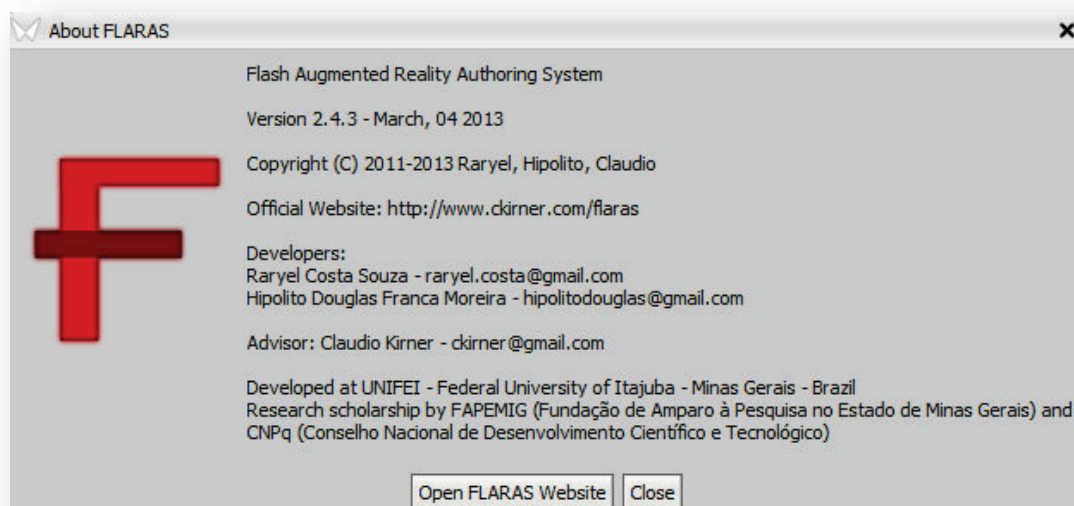 About FLARAS
Flash Augmented Reality Authoring System
Version 2.4.3 - March, 04 2013
Copyright (C) 2011-2013 Raryel, Hipolito, Claudio
Official Website: http://www.ckirner.com/flaras
Developers:
Raryel Costa Souza - raryel.costa@gmail.com
Hipolito Douglas Franca Moreira - hipolitodouglas@gmail.com
Advisor: Claudio Kirner - ckirner@gmail.com
Developed at UNIFEI - Federal University of Itajuba - Minas Gerais - Brazil
Research scholarship by FAPEMIG (Fundação de Amparo à Pesquisa no Estado de Minas Gerais) and
CNPq (Conselho Nacional de Desenvolvimento Científico e Tecnológico)
Open FLARAS Website Close